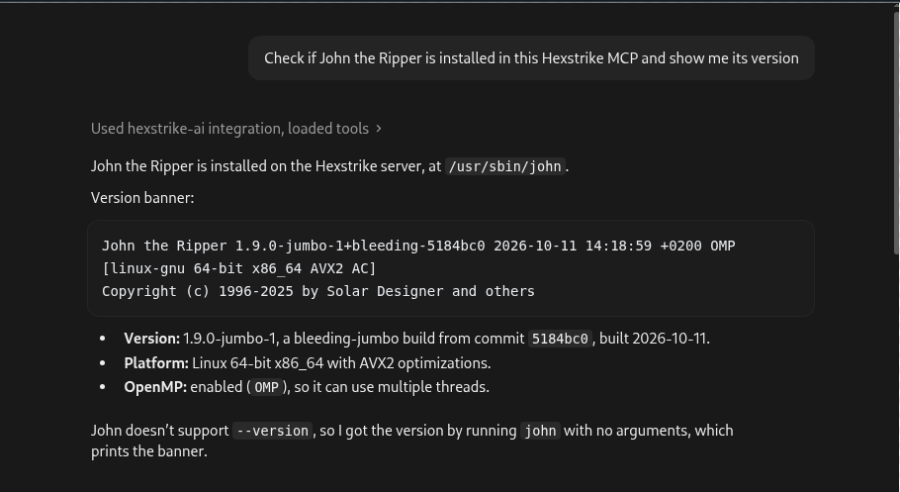 Check if John the Ripper is installed in this Hexstrike MCP and show me its version
Used hexstrike-ai integration, loaded tools >
John the Ripper is installed on the Hexstrike server, at /usr/sbin/john.
Version banner:
John the Ripper 1.9.0-jumbo-1+bleeding-5184bc0 2026-10-11 14:18:59 +0200 OMP
[linux-gnu 64-bit x86_64 AVX2 AC]
Copyright (c) 1996-2025 by Solar Designer and others
• Version: 1.9.0-jumbo-1, a bleeding-jumbo build from commit 5184bc0, built 2026-10-11.
• Platform: Linux 64-bit x86_64 with AVX2 optimizations.
• OpenMP: enabled (OMP), so it can use multiple threads.
John doesn’t support --version, so I got the version by running john with no arguments, which
prints the banner.